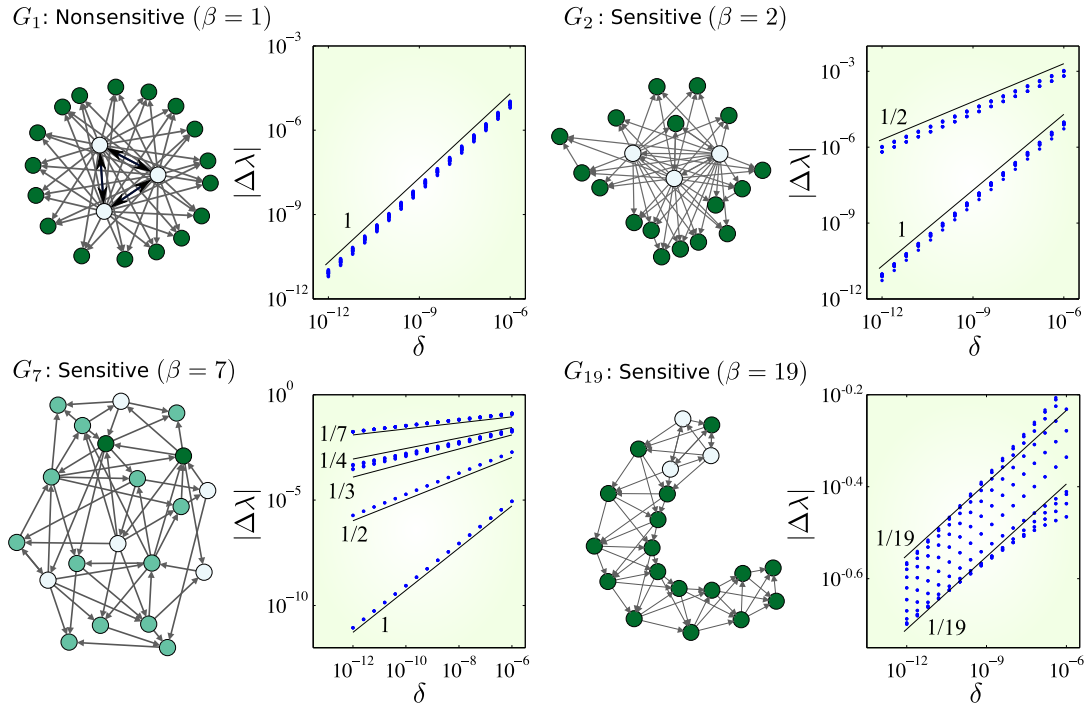 G₁: Nonsensitive (β = 1)
|Δλ|
10⁻³
10⁻⁶
10⁻⁹
10⁻¹²
1
10⁻¹² 10⁻⁹ 10⁻⁶
δ
G₂: Sensitive (β = 2)
|Δλ|
10⁻³
10⁻⁶
10⁻⁹
10⁻¹²
1/2
1
10⁻¹² 10⁻⁹ 10⁻⁶
δ
G₇: Sensitive (β = 7)
|Δλ|
10⁰
10⁻⁵
10⁻¹⁰
1/7
1/4
1/3
1/2
1
10⁻¹² 10⁻¹⁰ 10⁻⁸ 10⁻⁶
δ
G₁₉: Sensitive (β = 19)
|Δλ|
10⁻⁰·²
10⁻⁰·⁴
10⁻⁰·⁶
1/19
1/19
10⁻¹² 10⁻⁹ 10⁻⁶
δ